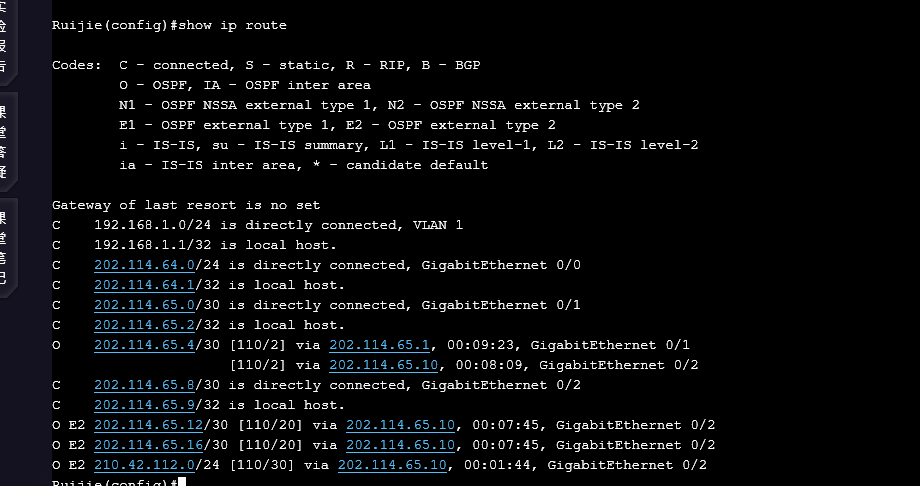 实
验
报
告
课
堂
答
疑
课
堂
笔
记
Ruijie(config)#show ip route
Codes:  C - connected, S - static, R - RIP, B - BGP
        O - OSPF, IA - OSPF inter area
        N1 - OSPF NSSA external type 1, N2 - OSPF NSSA external type 2
        E1 - OSPF external type 1, E2 - OSPF external type 2
        i - IS-IS, su - IS-IS summary, L1 - IS-IS level-1, L2 - IS-IS level-2
        ia - IS-IS inter area, * - candidate default
Gateway of last resort is no set
C    192.168.1.0/24 is directly connected, VLAN 1
C    192.168.1.1/32 is local host.
C    202.114.64.0/24 is directly connected, GigabitEthernet 0/0
C    202.114.64.1/32 is local host.
C    202.114.65.0/30 is directly connected, GigabitEthernet 0/1
C    202.114.65.2/32 is local host.
O    202.114.65.4/30 [110/2] via 202.114.65.1, 00:09:23, GigabitEthernet 0/1
                     [110/2] via 202.114.65.10, 00:08:09, GigabitEthernet 0/2
C    202.114.65.8/30 is directly connected, GigabitEthernet 0/2
C    202.114.65.9/32 is local host.
O E2 202.114.65.12/30 [110/20] via 202.114.65.10, 00:07:45, GigabitEthernet 0/2
O E2 202.114.65.16/30 [110/20] via 202.114.65.10, 00:07:45, GigabitEthernet 0/2
O E2 210.42.112.0/24 [110/30] via 202.114.65.10, 00:01:44, GigabitEthernet 0/2
Ruijie(config)#